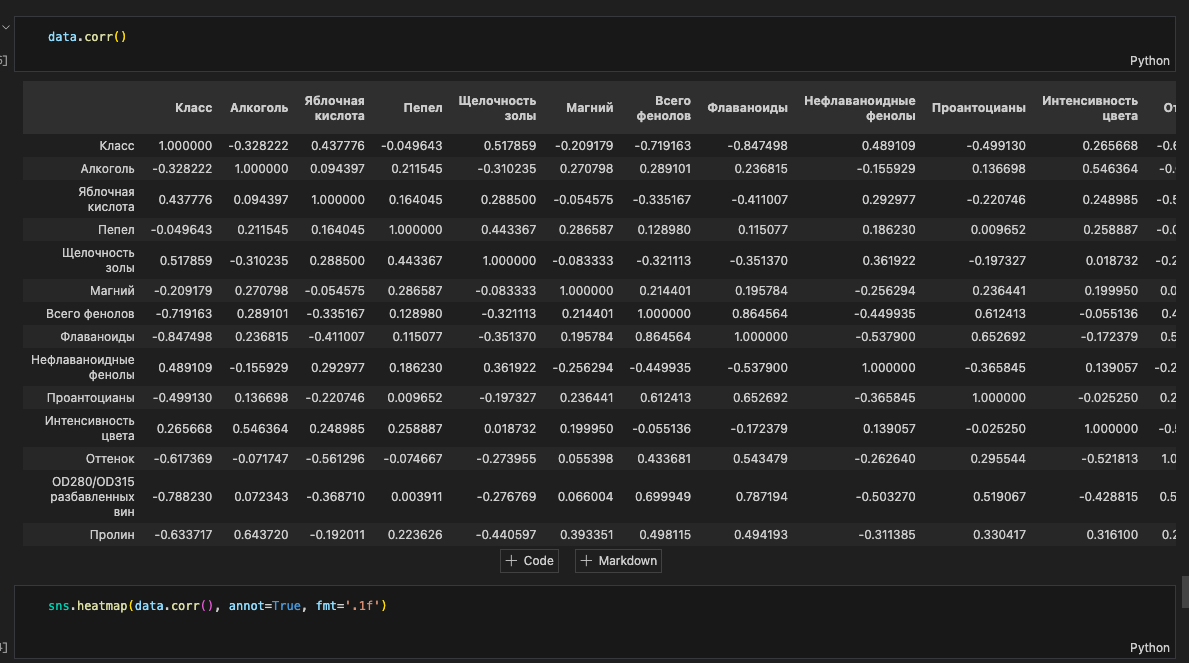 data.corr()
Python
Класс Алкоголь Яблочная кислота Пепел Щелочность золы Магний Всего фенолов Флаваноиды Нефлаваноидные фенолы Проантоцианы Интенсивность цвета
Класс 1.000000 -0.328222 0.437776 -0.049643 0.517859 -0.209179 -0.719163 -0.847498 0.489109 -0.499130 0.265668
Алкоголь -0.328222 1.000000 0.094397 0.211545 -0.310235 0.270798 0.289101 0.236815 -0.155929 0.136698 0.546364
Яблочная кислота 0.437776 0.094397 1.000000 0.164045 0.288500 -0.054575 -0.335167 -0.411007 0.292977 -0.220746 0.248985
Пепел -0.049643 0.211545 0.164045 1.000000 0.443367 0.286587 0.128980 0.115077 0.186230 0.009652 0.258887
Щелочность золы 0.517859 -0.310235 0.288500 0.443367 1.000000 -0.083333 -0.321113 -0.351370 0.361922 -0.197327 0.018732
Магний -0.209179 0.270798 -0.054575 0.286587 -0.083333 1.000000 0.214401 0.195784 -0.256294 0.236441 0.199950
Всего фенолов -0.719163 0.289101 -0.335167 0.128980 -0.321113 0.214401 1.000000 0.864564 -0.449935 0.612413 -0.055136
Флаваноиды -0.847498 0.236815 -0.411007 0.115077 -0.351370 0.195784 0.864564 1.000000 -0.537900 0.652692 -0.172379
Нефлаваноидные фенолы 0.489109 -0.155929 0.292977 0.186230 0.361922 -0.256294 -0.449935 -0.537900 1.000000 -0.365845 0.139057
Проантоцианы -0.499130 0.136698 -0.220746 0.009652 -0.197327 0.236441 0.612413 0.652692 -0.365845 1.000000 -0.025250
Интенсивность цвета 0.265668 0.546364 0.248985 0.258887 0.018732 0.199950 -0.055136 -0.172379 0.139057 -0.025250 1.000000
Оттенок -0.617369 -0.071747 -0.561296 -0.074667 -0.273955 0.055398 0.433681 0.543479 -0.262640 0.295544 -0.521813
OD280/OD315 разбавленных вин -0.788230 0.072343 -0.368710 0.003911 -0.276769 0.066004 0.699949 0.787194 -0.503270 0.519067 -0.428815
Пролин -0.633717 0.643720 -0.192011 0.223626 -0.440597 0.393351 0.498115 0.494193 -0.311385 0.330417 0.316100
+ Code + Markdown
sns.heatmap(data.corr(), annot=True, fmt='.1f')
Python